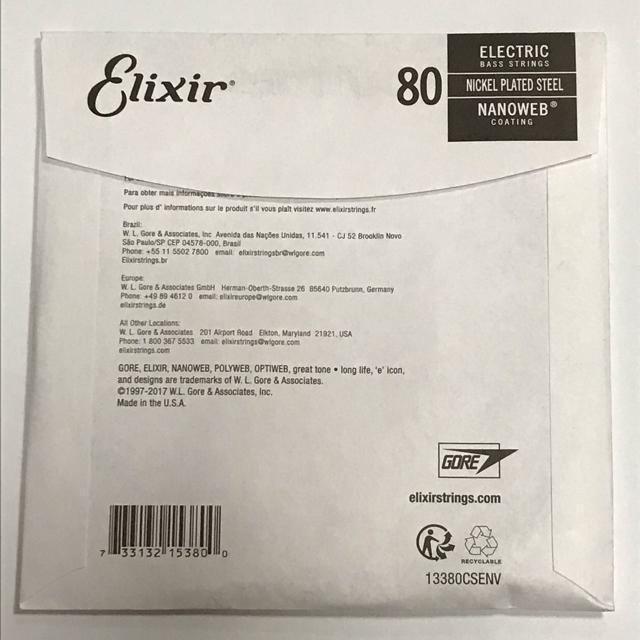 Elixir®
80
ELECTRIC
BASS STRINGS
NICKEL PLATED STEEL
NANOWEB®
COATING
Para obter mais informações
Pour plus d' informations sur le produit s'il vous plaît visitez www.elixirstrings.fr
Brazil:
W. L. Gore & Associates, Inc Avenida das Nações Unidas, 11.541 - CJ 52 Brooklin Novo
São Paulo/SP CEP 04578-000, Brasil
Phone: +55 11 5502 7800 email: elixirstringsbr@wlgore.com
Elixirstrings.br
Europe:
W. L. Gore & Associates GmbH Herman-Oberth-Strasse 26 85640 Putzbrunn, Germany
Phone: +49 89 4612 0 email: elixireurope@wlgore.com
elixirstrings.de
All Other Locations:
W. L. Gore & Associates 201 Airport Road Elkton, Maryland 21921, USA
Phone: 1 800 367 5533 email: elixirstrings@wlgore.com
elixirstrings.com
GORE, ELIXIR, NANOWEB, POLYWEB, OPTIWEB, great tone • long life, 'e' icon,
and designs are trademarks of W. L. Gore & Associates.
©1997-2017 W.L. Gore & Associates, Inc.
Made in the U.S.A.
GORE
elixirstrings.com
7 33132 15380 0
RECYCLABLE
13380CSENV